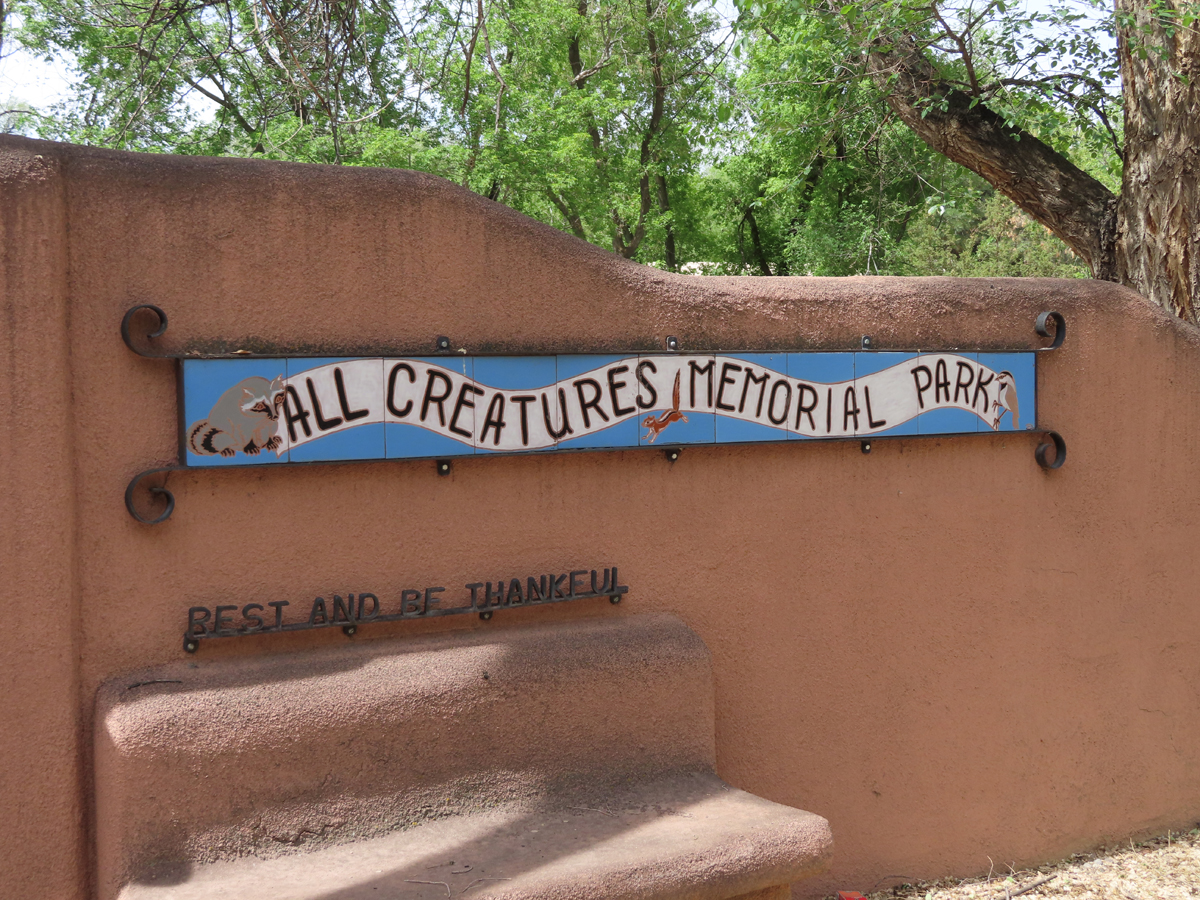 ALL CREATURES MEMORIAL PARK
REST AND BE THANKFUL